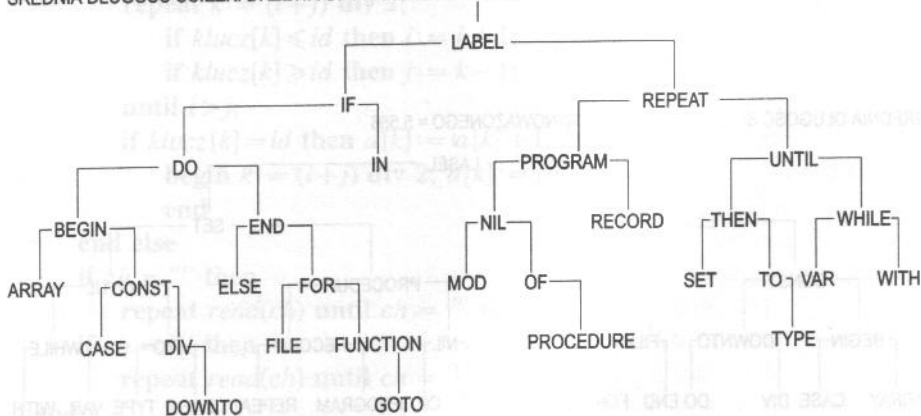 LABEL
IF REPEAT
DO IN PROGRAM UNTIL
BEGIN END NIL RECORD THEN WHILE
ARRAY CONST ELSE FOR MOD OF SET TO VAR WITH
CASE DIV FILE FUNCTION PROCEDURE TYPE
DOWNTO GOTO